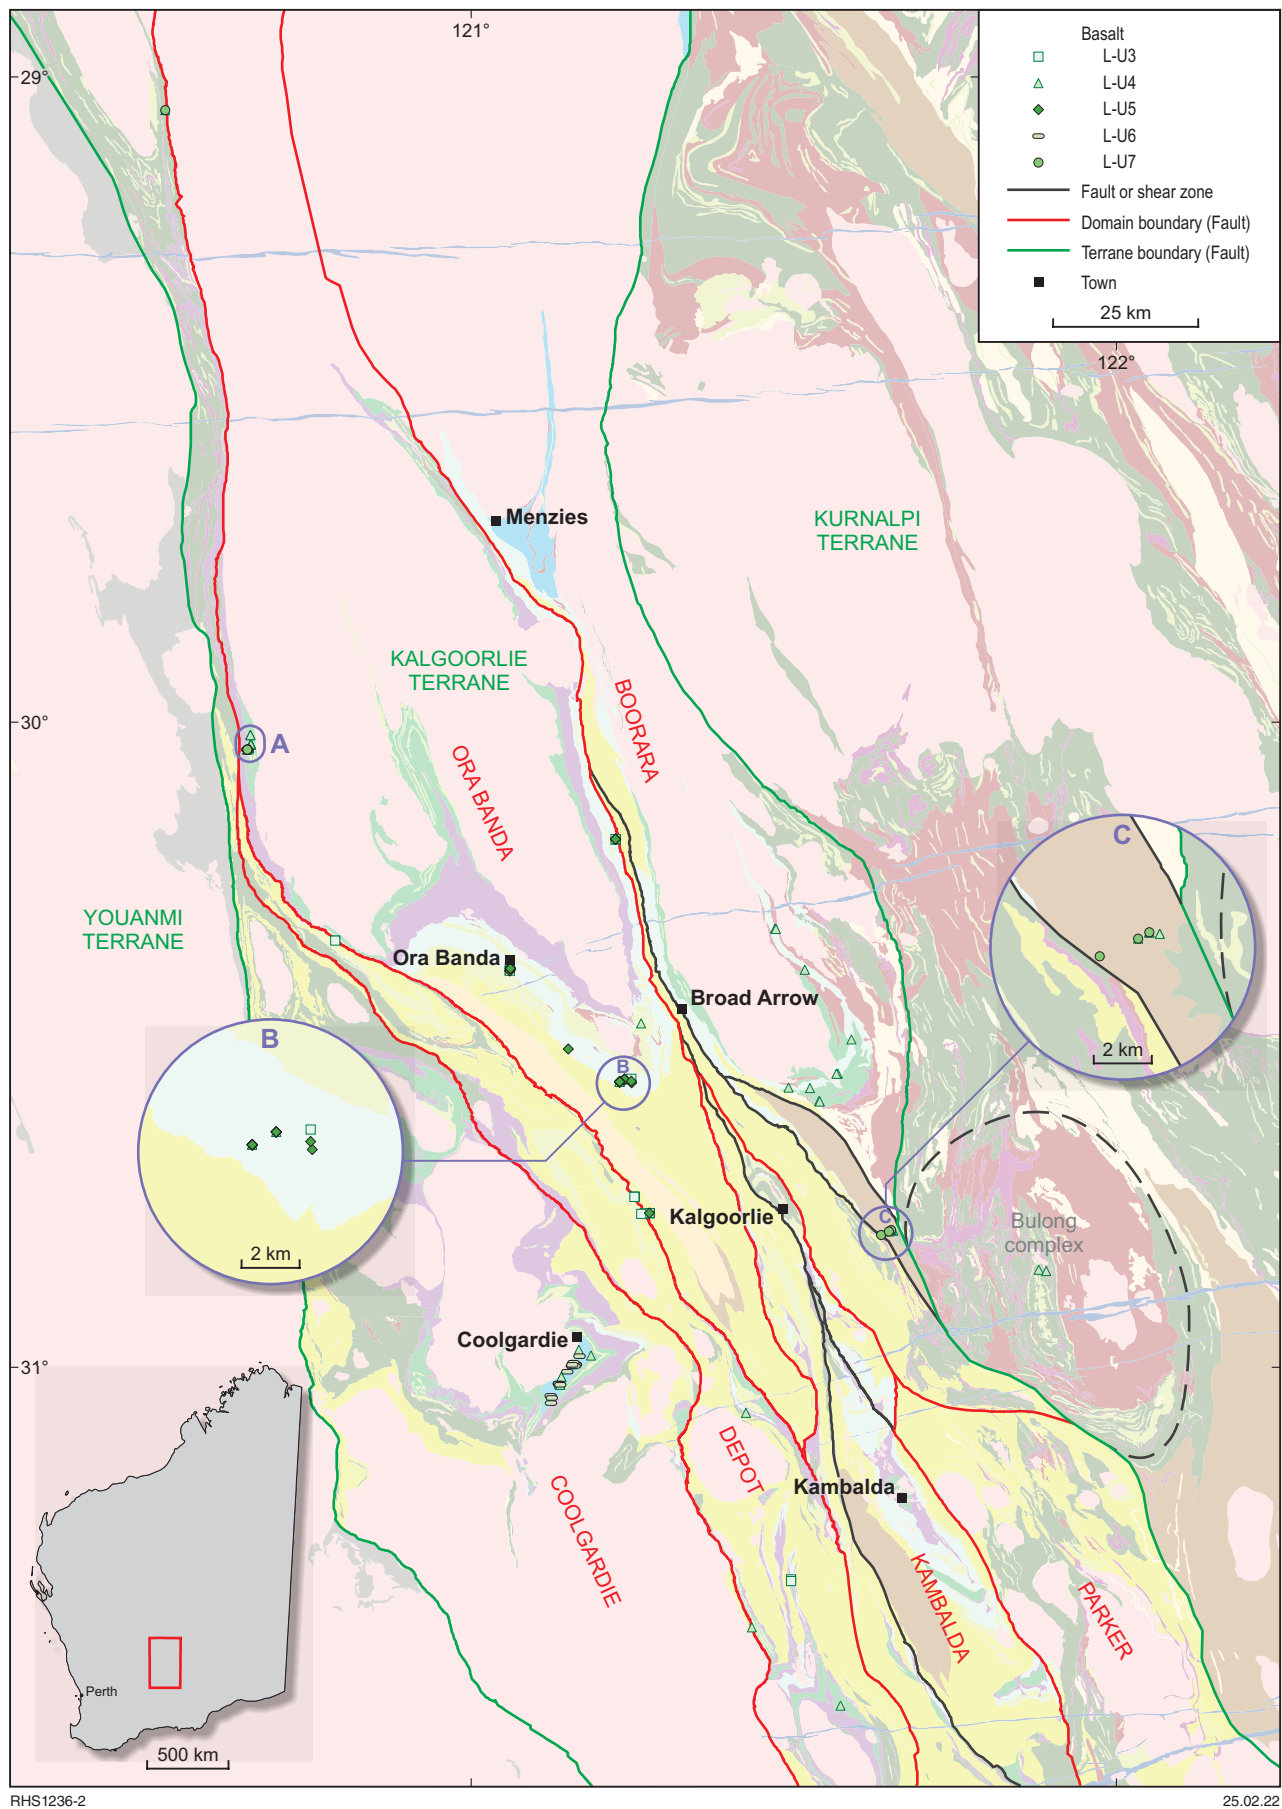 121°
29°
Basalt
L-U3
L-U4
L-U5
L-U6
L-U7
Fault or shear zone
Domain boundary (Fault)
Terrane boundary (Fault)
Town
25 km
122°
Menzies
KURNALPI
TERRANE
KALGOORLIE
TERRANE
BOORARA
30°
A
ORA BANDA
C
YOUANMI
TERRANE
Ora Banda
Broad Arrow
2 km
B
B
Kalgoorlie
C
Bulong
complex
2 km
Coolgardie
31°
DEPOT
Kambalda
COOLGARDIE
KAMBALDA
PARKER
Perth
500 km
RHS1236-2
25.02.22